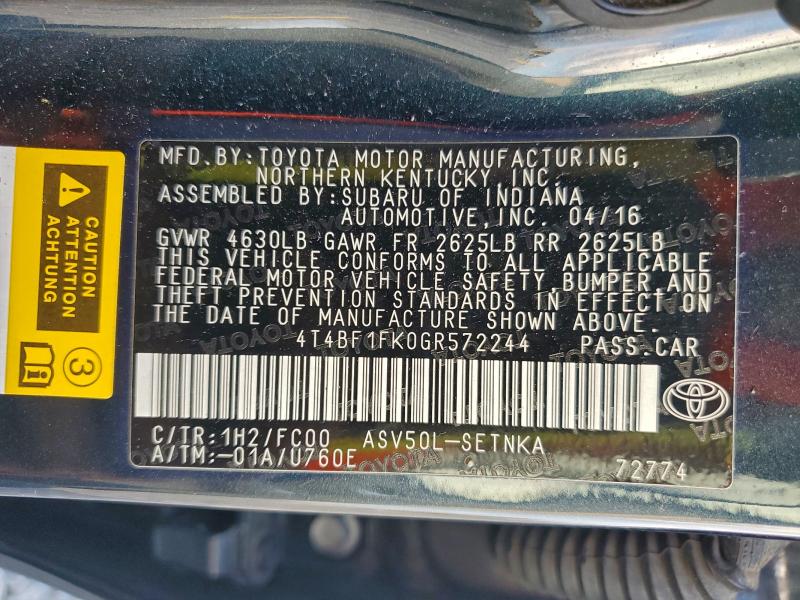 MFD.BY:TOYOTA MOTOR MANUFACTURING,
NORTHERN KENTUCKY,INC.
ASSEMBLED BY:SUBARU OF INDIANA
AUTOMOTIVE,INC. 04/16
GVWR 4630LB GAWR FR 2625LB RR 2625LB
THIS VEHICLE CONFORMS TO ALL APPLICABLE
FEDERAL MOTOR VEHICLE SAFETY,BUMPER,AND
THEFT PREVENTION STANDARDS IN EFFECT ON
THE DATE OF MANUFACTURE SHOWN ABOVE.
4T4BF1FK0GR572244 PASS.CAR
C/TR:1H2/FC00 ASV50L-SETNKA
A/TM:-01A/U760E
72774
CAUTION
ATTENTION
ACHTUNG
3